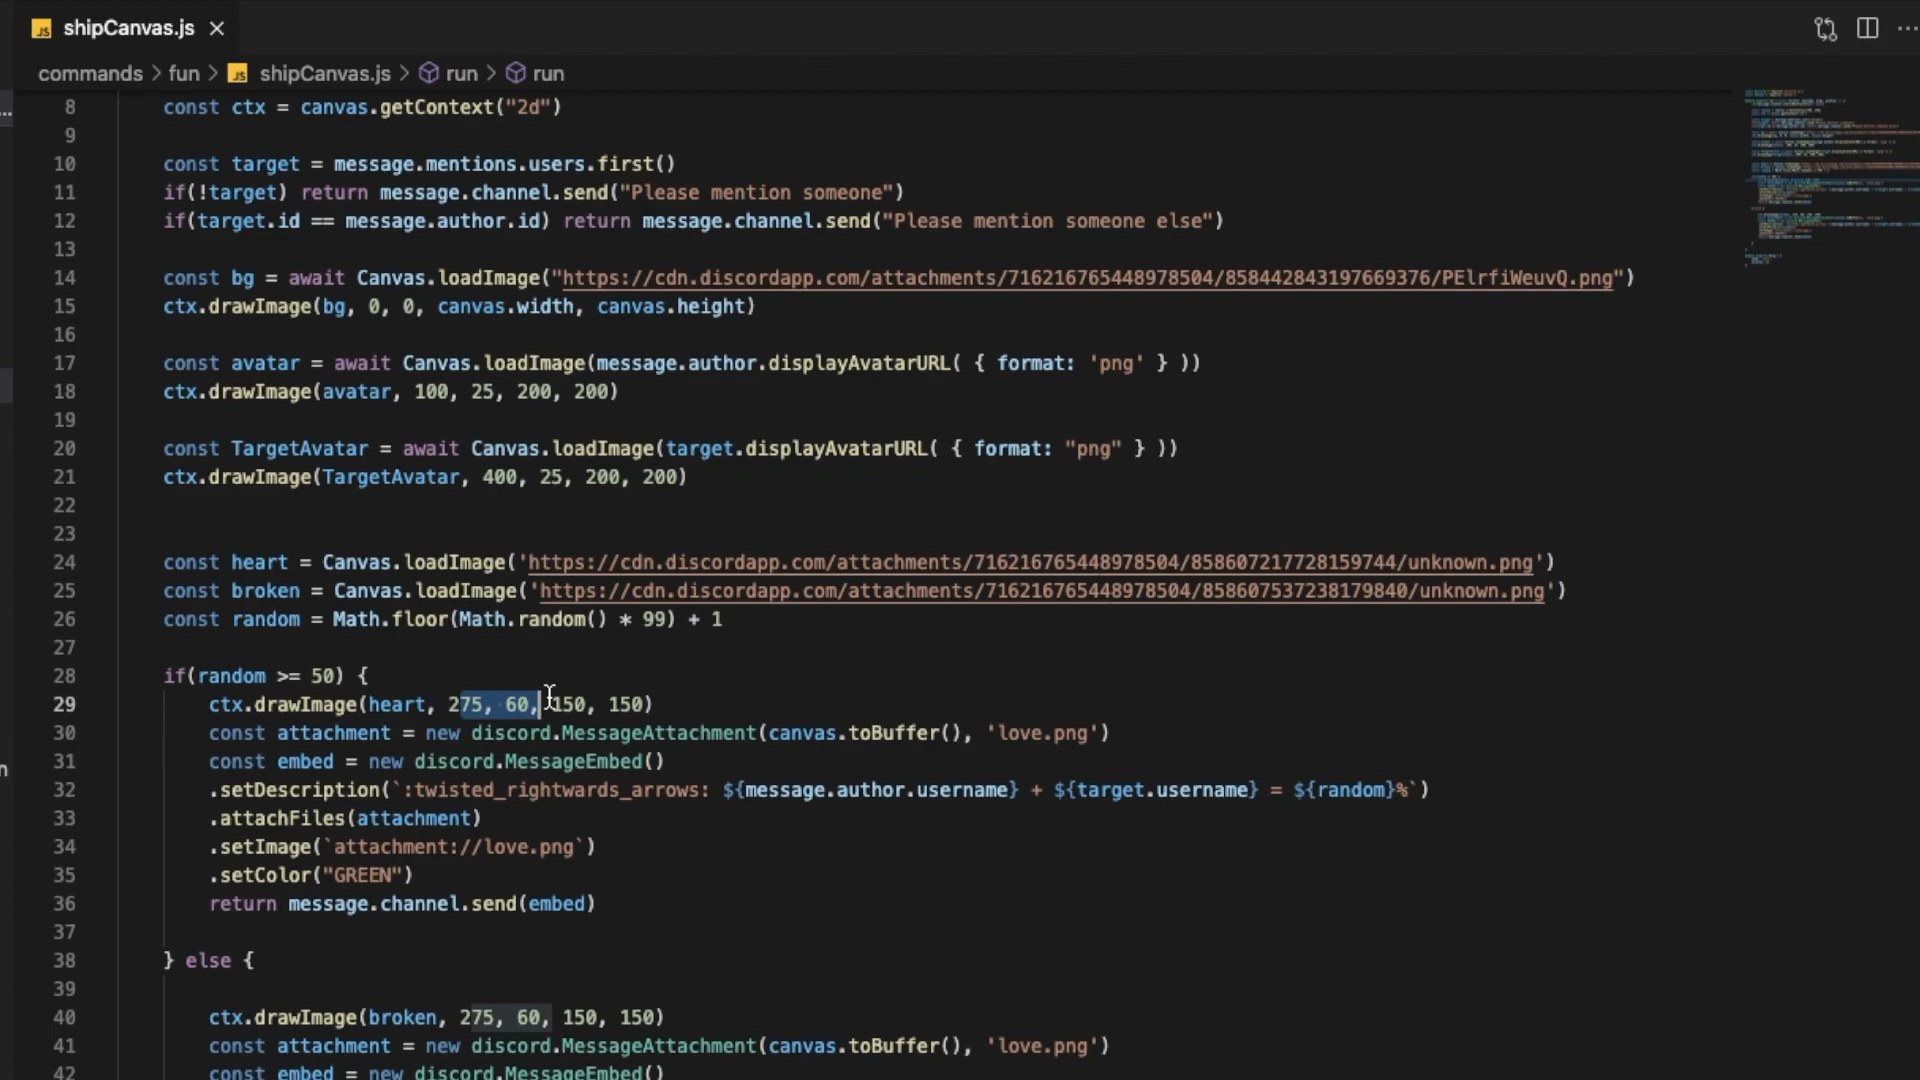 JS shipCanvas.js ×
commands > fun > JS shipCanvas.js > run > run
8 const ctx = canvas.getContext("2d")
9
10 const target = message.mentions.users.first()
11 if(!target) return message.channel.send("Please mention someone")
12 if(target.id == message.author.id) return message.channel.send("Please mention someone else")
13
14 const bg = await Canvas.loadImage("https://cdn.discordapp.com/attachments/716216765448978504/858442843197669376/PElrfiWeuvQ.png")
15 ctx.drawImage(bg, 0, 0, canvas.width, canvas.height)
16
17 const avatar = await Canvas.loadImage(message.author.displayAvatarURL( { format: 'png' } ))
18 ctx.drawImage(avatar, 100, 25, 200, 200)
19
20 const TargetAvatar = await Canvas.loadImage(target.displayAvatarURL( { format: "png" } ))
21 ctx.drawImage(TargetAvatar, 400, 25, 200, 200)
22
23
24 const heart = Canvas.loadImage('https://cdn.discordapp.com/attachments/716216765448978504/858607217728159744/unknown.png')
25 const broken = Canvas.loadImage('https://cdn.discordapp.com/attachments/716216765448978504/858607537238179840/unknown.png')
26 const random = Math.floor(Math.random() * 99) + 1
27
28 if(random >= 50) {
29 ctx.drawImage(heart, 275, 60, 150, 150)
30 const attachment = new discord.MessageAttachment(canvas.toBuffer(), 'love.png')
31 const embed = new discord.MessageEmbed()
32 .setDescription(`:twisted_rightwards_arrows: ${message.author.username} + ${target.username} = ${random}%`)
33 .attachFiles(attachment)
34 .setImage(`attachment://love.png`)
35 .setColor("GREEN")
36 return message.channel.send(embed)
37
38 } else {
39
40 ctx.drawImage(broken, 275, 60, 150, 150)
41 const attachment = new discord.MessageAttachment(canvas.toBuffer(), 'love.png')
42 const embed = new discord.MessageEmbed()